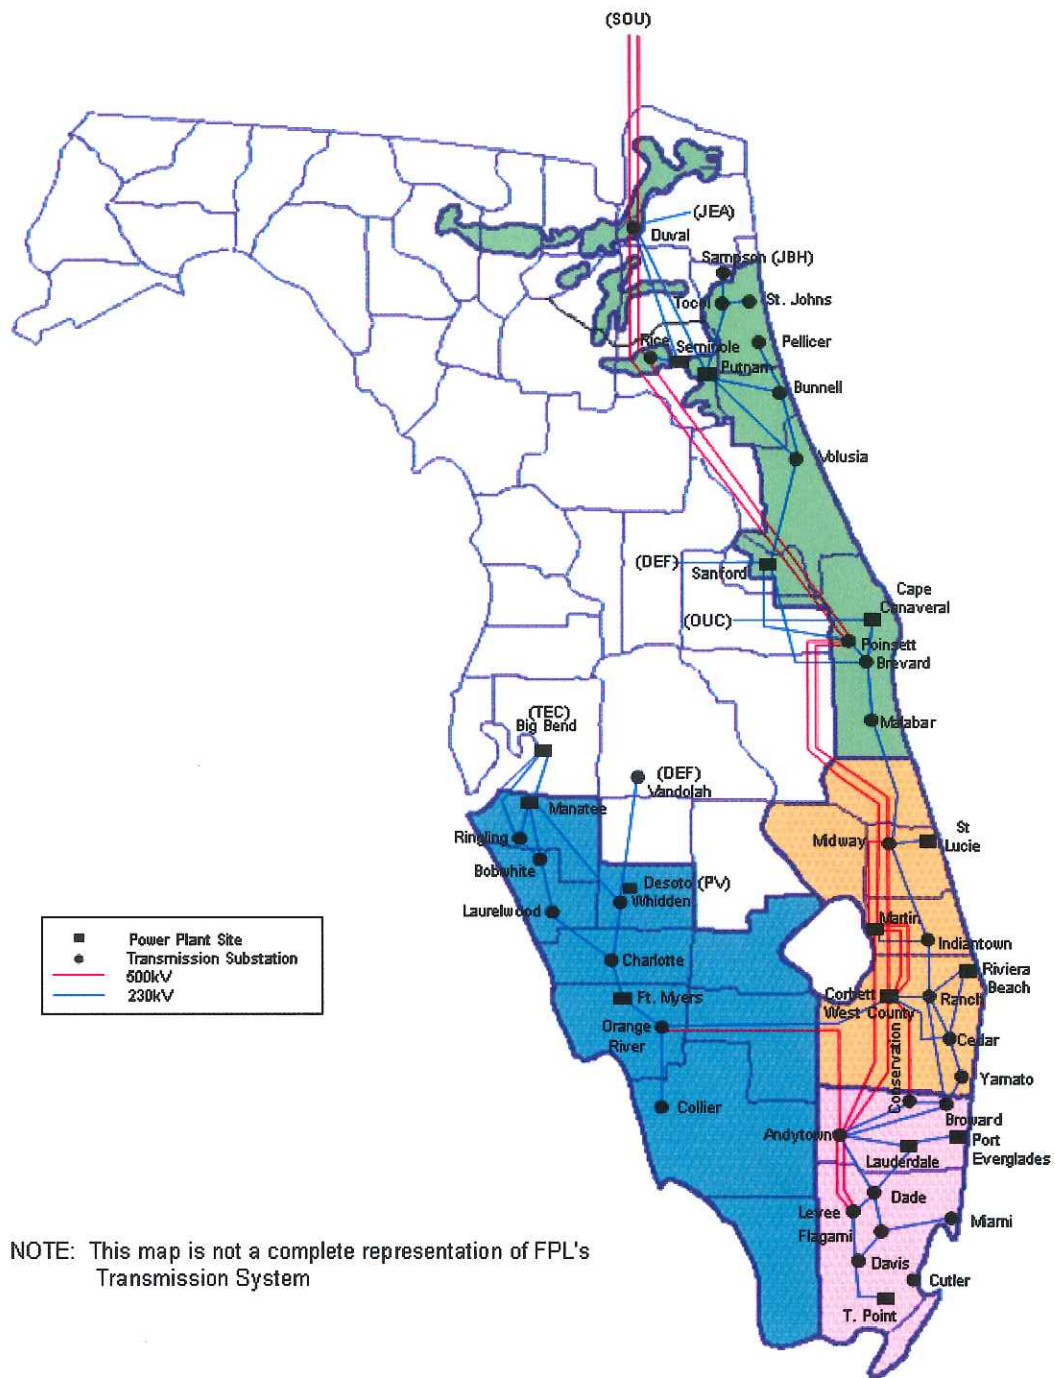 (SOU)
(JEA)
Duval
Sampson (JBH)
Tocoi
St. Johns
Rice
Seminole
Pellicer
Putnam
Bunnell
Volusia
(DEF)
Sanford
Cape
Canaveral
(OUC)
Poinsett
Brevard
Malabar
(TEC)
Big Bend
(DEF)
Vandolah
Manatee
Ringling
Bobwhite
Midway
St
Lucie
Desoto (PV)
Whidden
Laurelwood
Martin
Indiantown
Charlotte
Riviera
Beach
Ft. Myers
Corbett
West County
Ranch
Orange
River
Conservation
Cedar
Yamato
Collier
Broward
Andytown
Port
Everglades
Lauderdale
Dade
Levee
Flagami
Miami
Davis
Cutler
T. Point
Power Plant Site
Transmission Substation
500kV
230kV
NOTE: This map is not a complete representation of FPL's
Transmission System